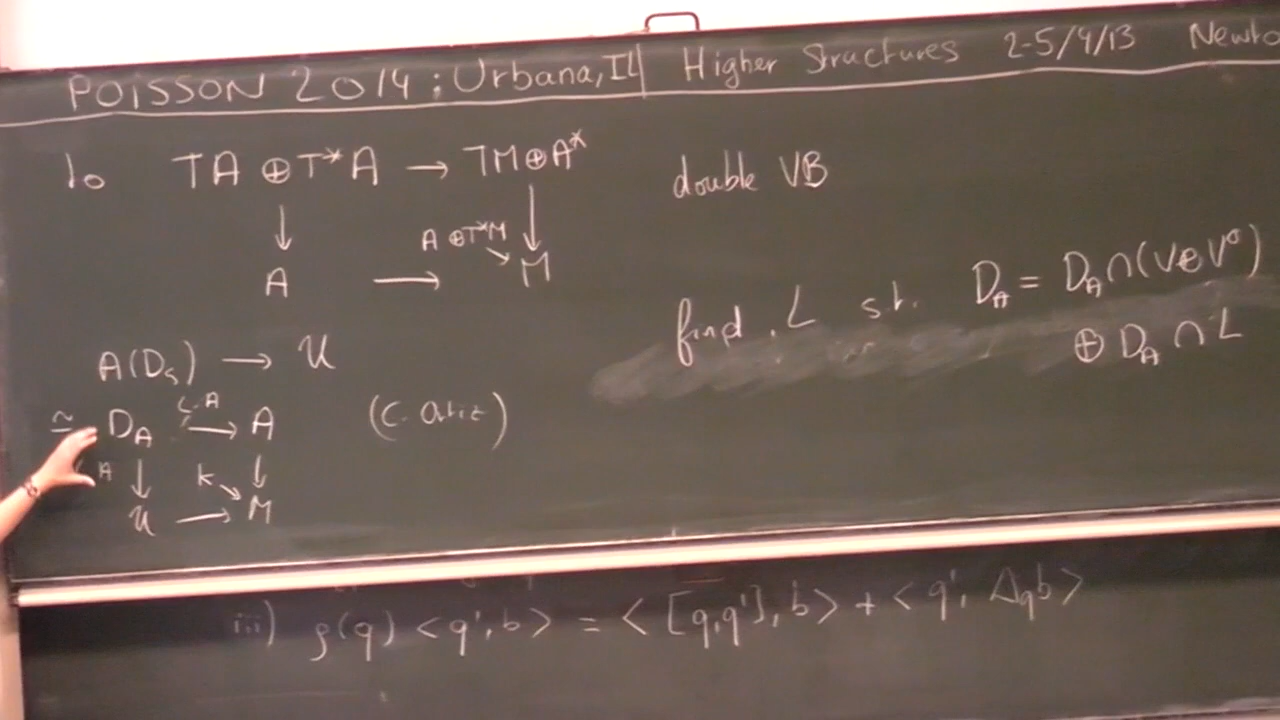 POISSON 2014 : Urbana, IL | Higher Structures 2-5/4/13 Newto
1o TA ⊕ T*A → TM⊕A* double VB
↓ ↓
A ⊕T*M
A → ↘ M
find L s.t. D_A = D_A ∩ (V⊕V°)
⊕ D_A ∩ L
A(D_S) → U
≅ D_A → A (C. Ortiz)
A ↓ K ↘ ↓
U → M
iii) ρ(q) <q', b> = < [q,q'], b> + < q', Δ_q b >